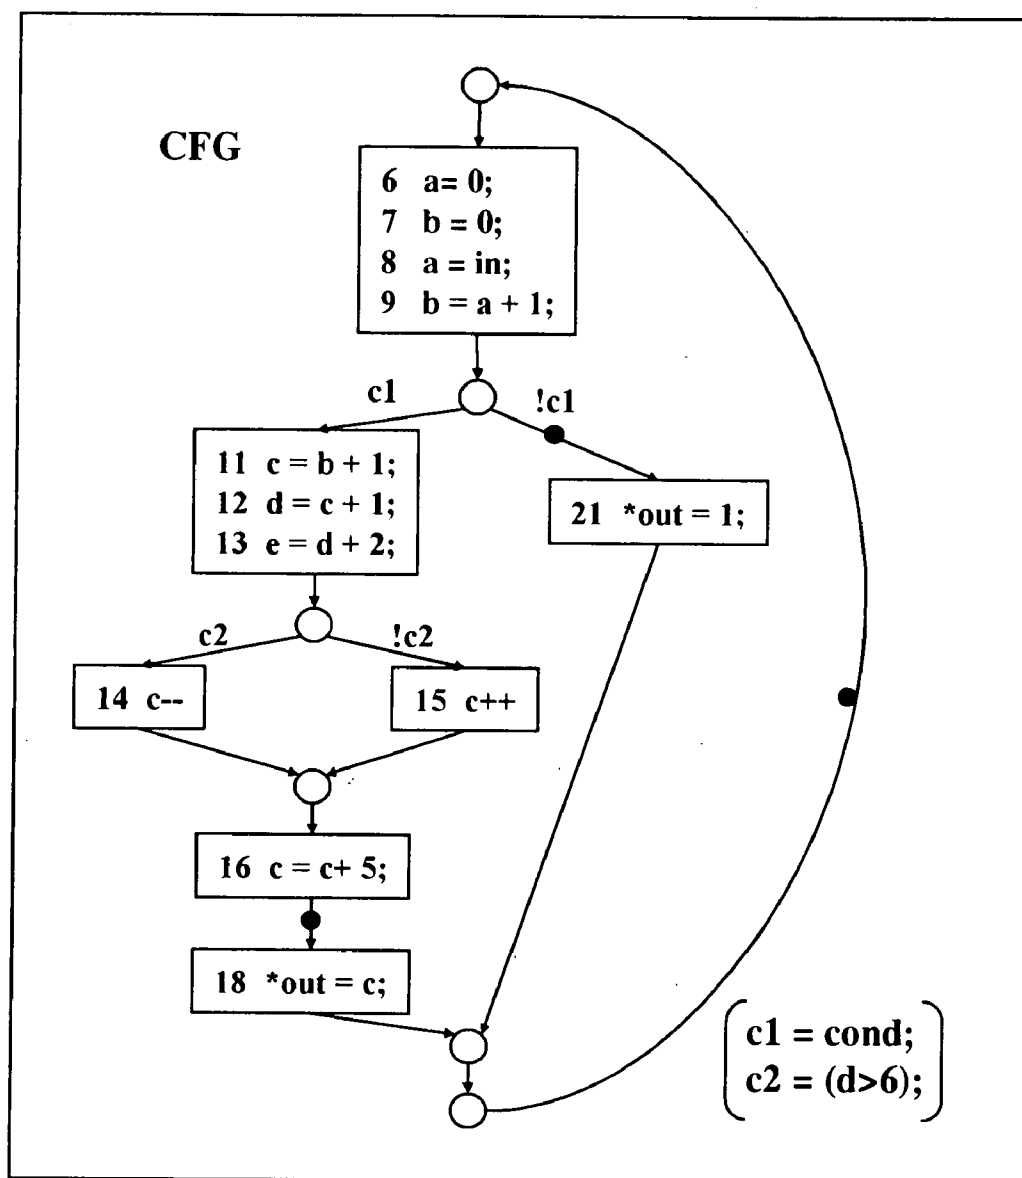 CFG
6 a= 0;
7 b = 0;
8 a = in;
9 b = a + 1;
c1
!c1
11 c = b + 1;
12 d = c + 1;
13 e = d + 2;
21 *out = 1;
c2
!c2
14 c--
15 c++
16 c = c+ 5;
18 *out = c;
c1 = cond;
c2 = (d>6);